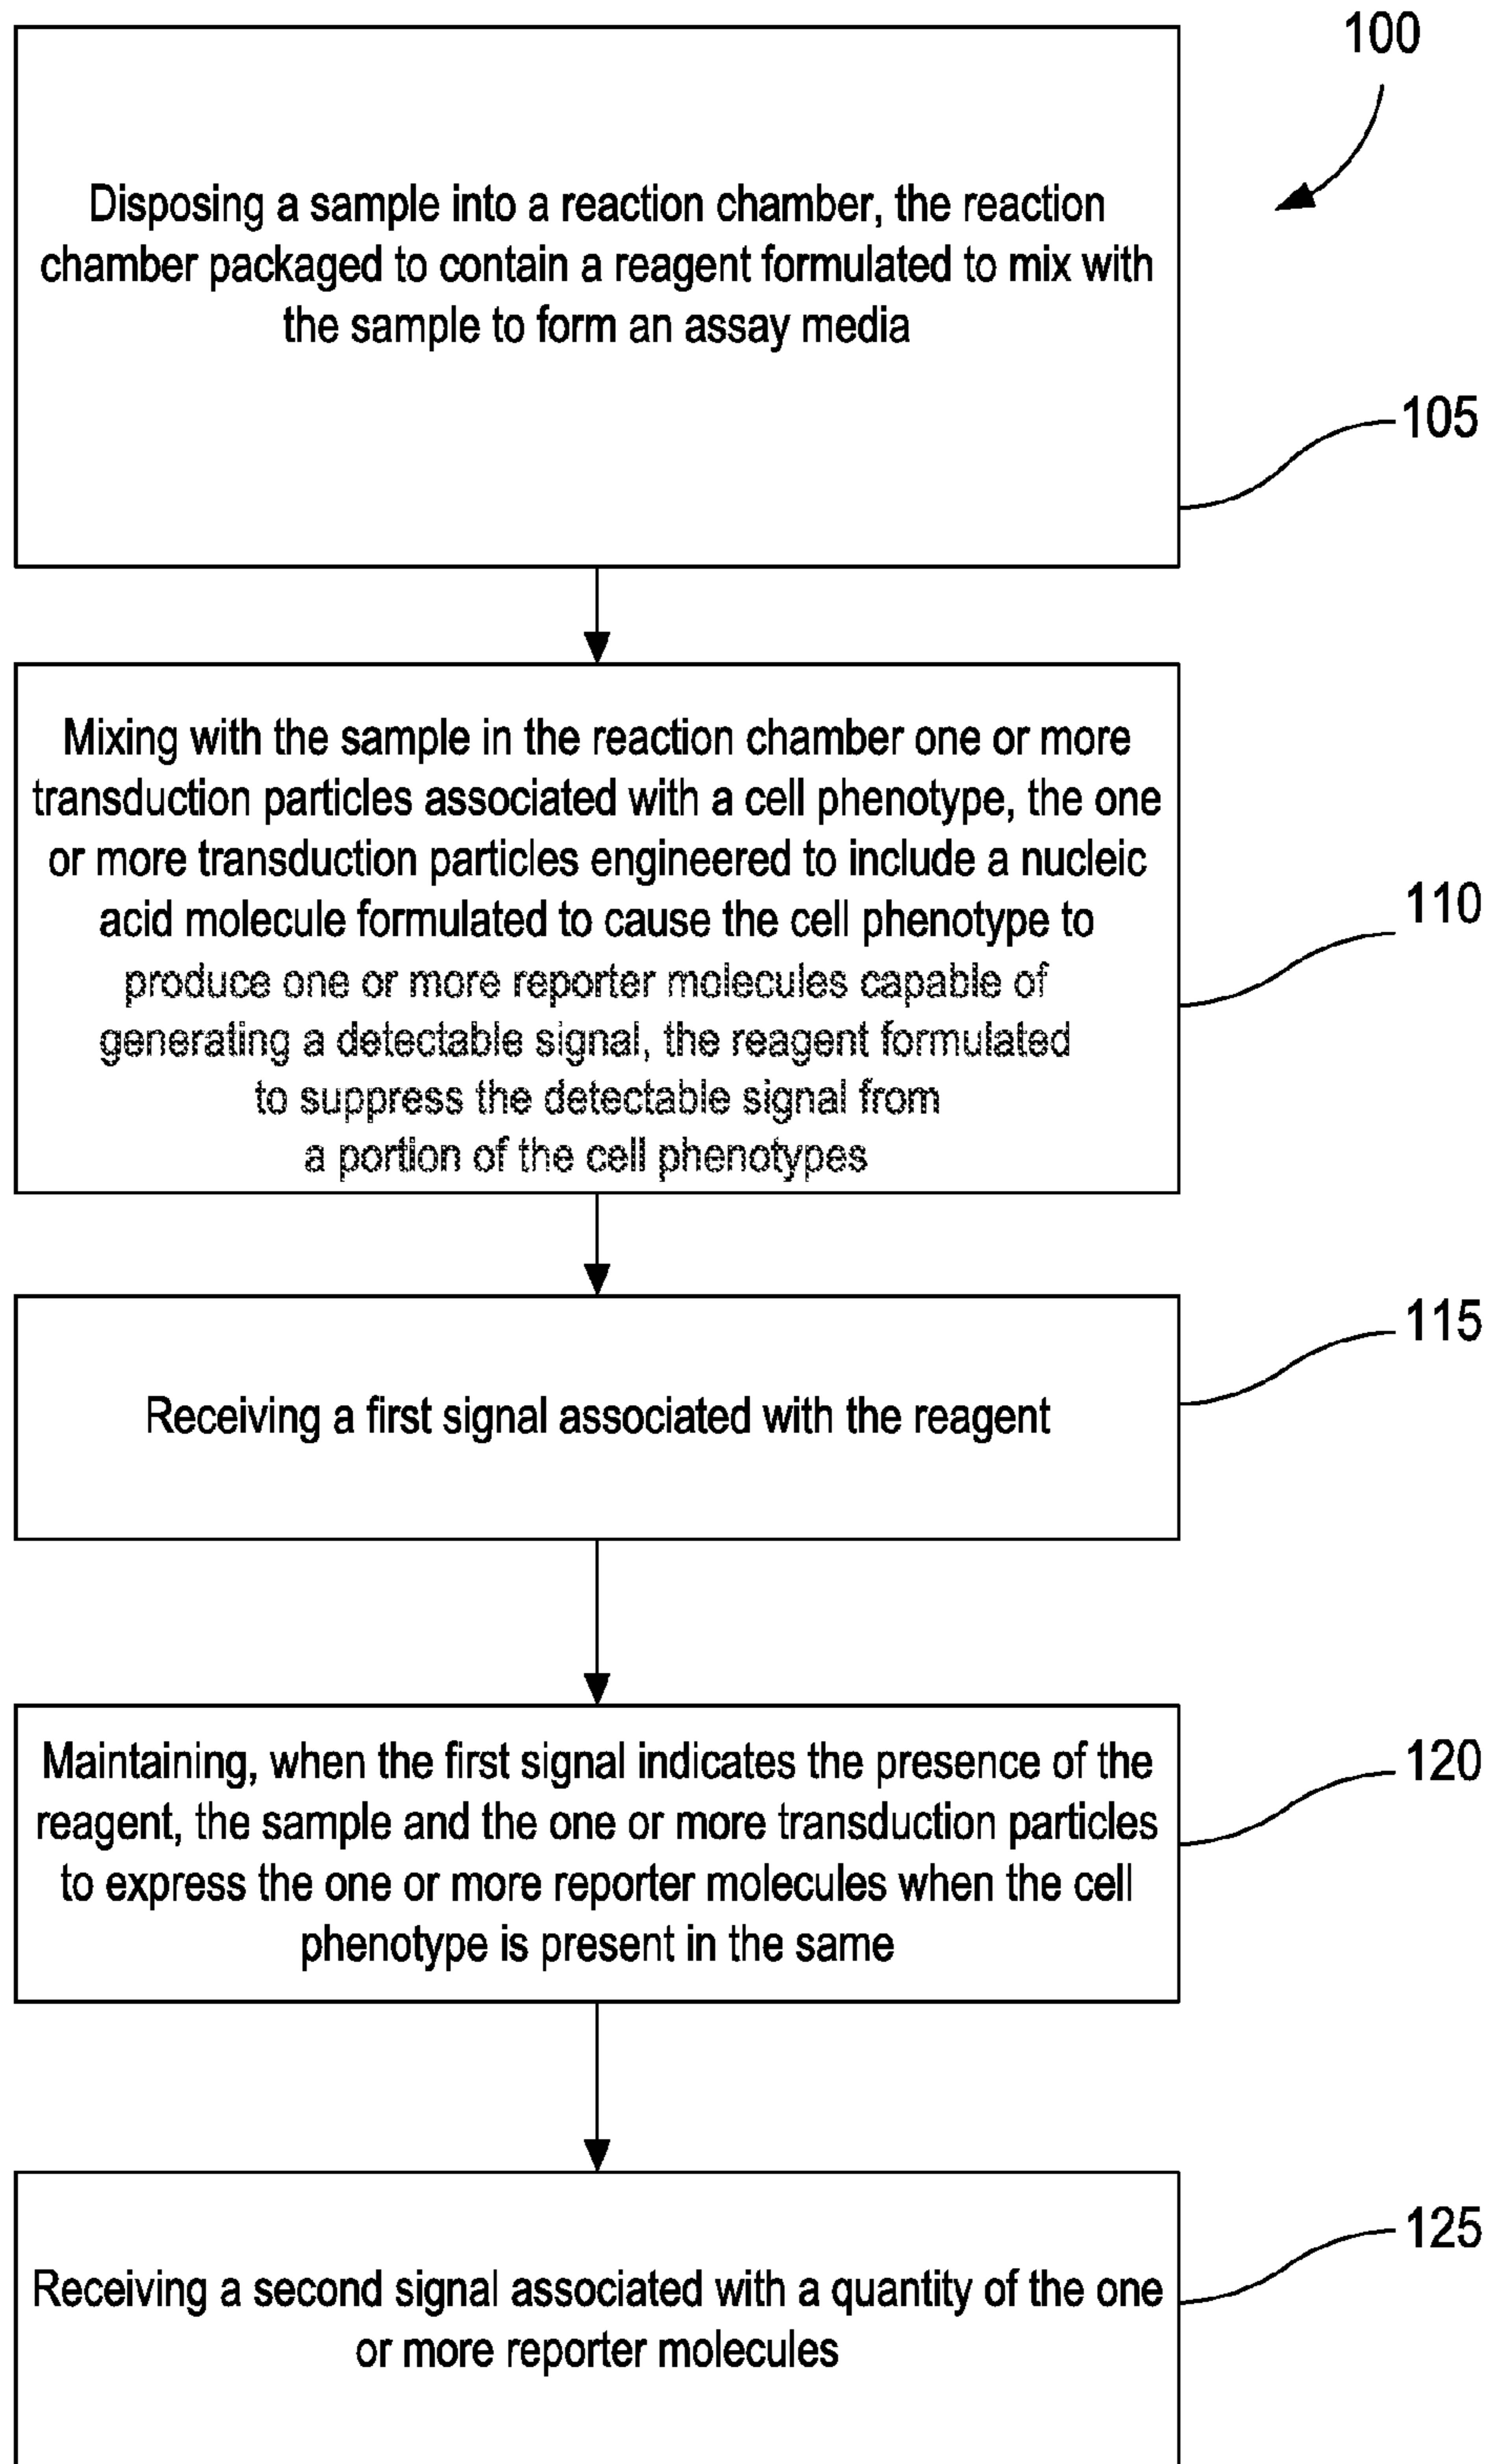 100
Disposing a sample into a reaction chamber, the reaction
chamber packaged to contain a reagent formulated to mix with
the sample to form an assay media
105
Mixing with the sample in the reaction chamber one or more
transduction particles associated with a cell phenotype, the one
or more transduction particles engineered to include a nucleic
acid molecule formulated to cause the cell phenotype to
produce one or more reporter molecules capable of
generating a detectable signal, the reagent formulated
to suppress the detectable signal from
a portion of the cell phenotypes
110
Receiving a first signal associated with the reagent
115
Maintaining, when the first signal indicates the presence of the
reagent, the sample and the one or more transduction particles
to express the one or more reporter molecules when the cell
phenotype is present in the same
120
Receiving a second signal associated with a quantity of the one
or more reporter molecules
125